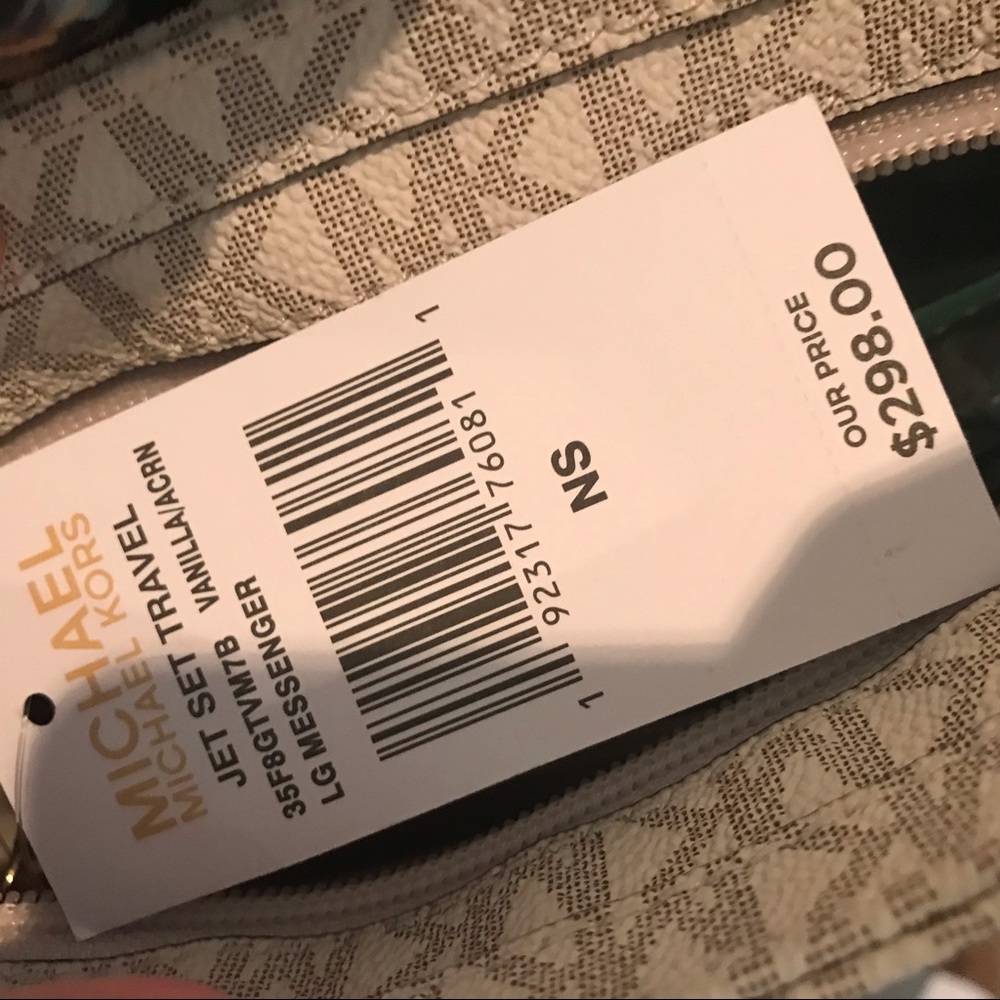 MICHAEL
MICHAEL KORS
JET SET TRAVEL
35F8GTVM7B VANILLA/ACRN
LG MESSENGER
1 92317 76081 1
NS
OUR PRICE
$298.00